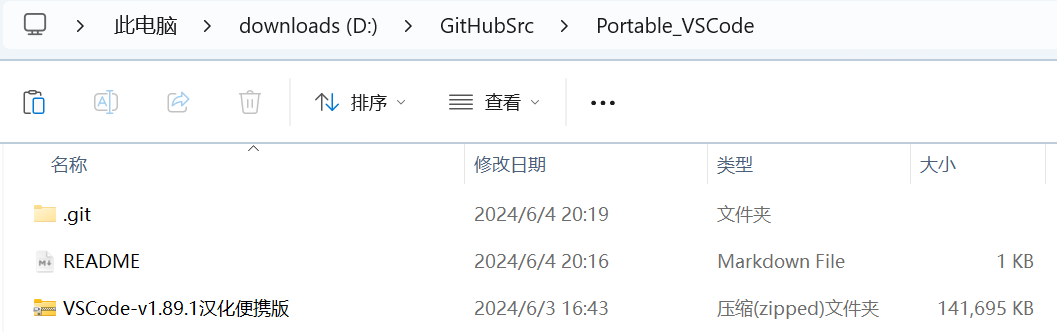 此电脑 downloads (D:) GitHubSrc Portable_VSCode
排序 查看
名称 修改日期 类型 大小
.git 2024/6/4 20:19 文件夹
README 2024/6/4 20:16 Markdown File 1 KB
VSCode-v1.89.1汉化便携版 2024/6/3 16:43 压缩(zipped)文件夹 141,695 KB